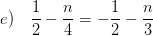 e) 1/2 − n/4 = −1/2 − n/3